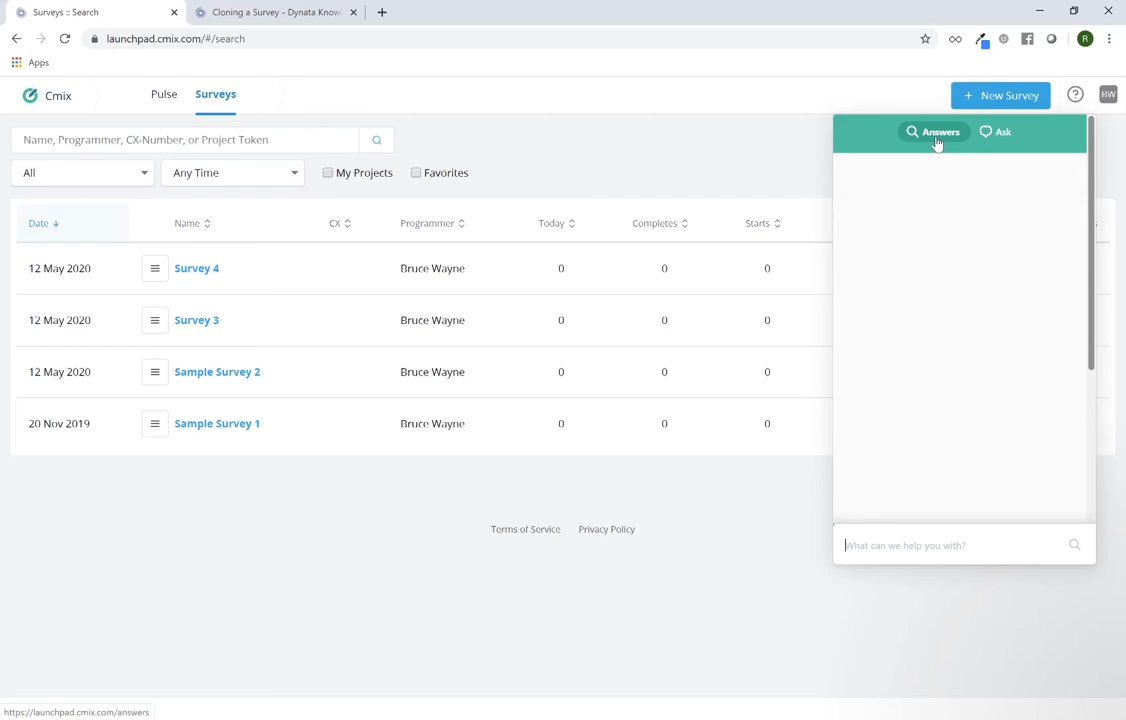 Surveys :: Search
Cloning a Survey - Dynata Knowl
launchpad.cmix.com/#/search
R
Apps
Cmix
Pulse
Surveys
+ New Survey
BW
Name, Programmer, CX-Number, or Project Token
Answers
Ask
All
Any Time
My Projects
Favorites
Date
Name
CX
Programmer
Today
Completes
Starts
12 May 2020
Survey 4
Bruce Wayne
0
0
0
12 May 2020
Survey 3
Bruce Wayne
0
0
0
12 May 2020
Sample Survey 2
Bruce Wayne
0
0
0
20 Nov 2019
Sample Survey 1
Bruce Wayne
0
0
0
Terms of Service
Privacy Policy
What can we help you with?
https://launchpad.cmix.com/answers